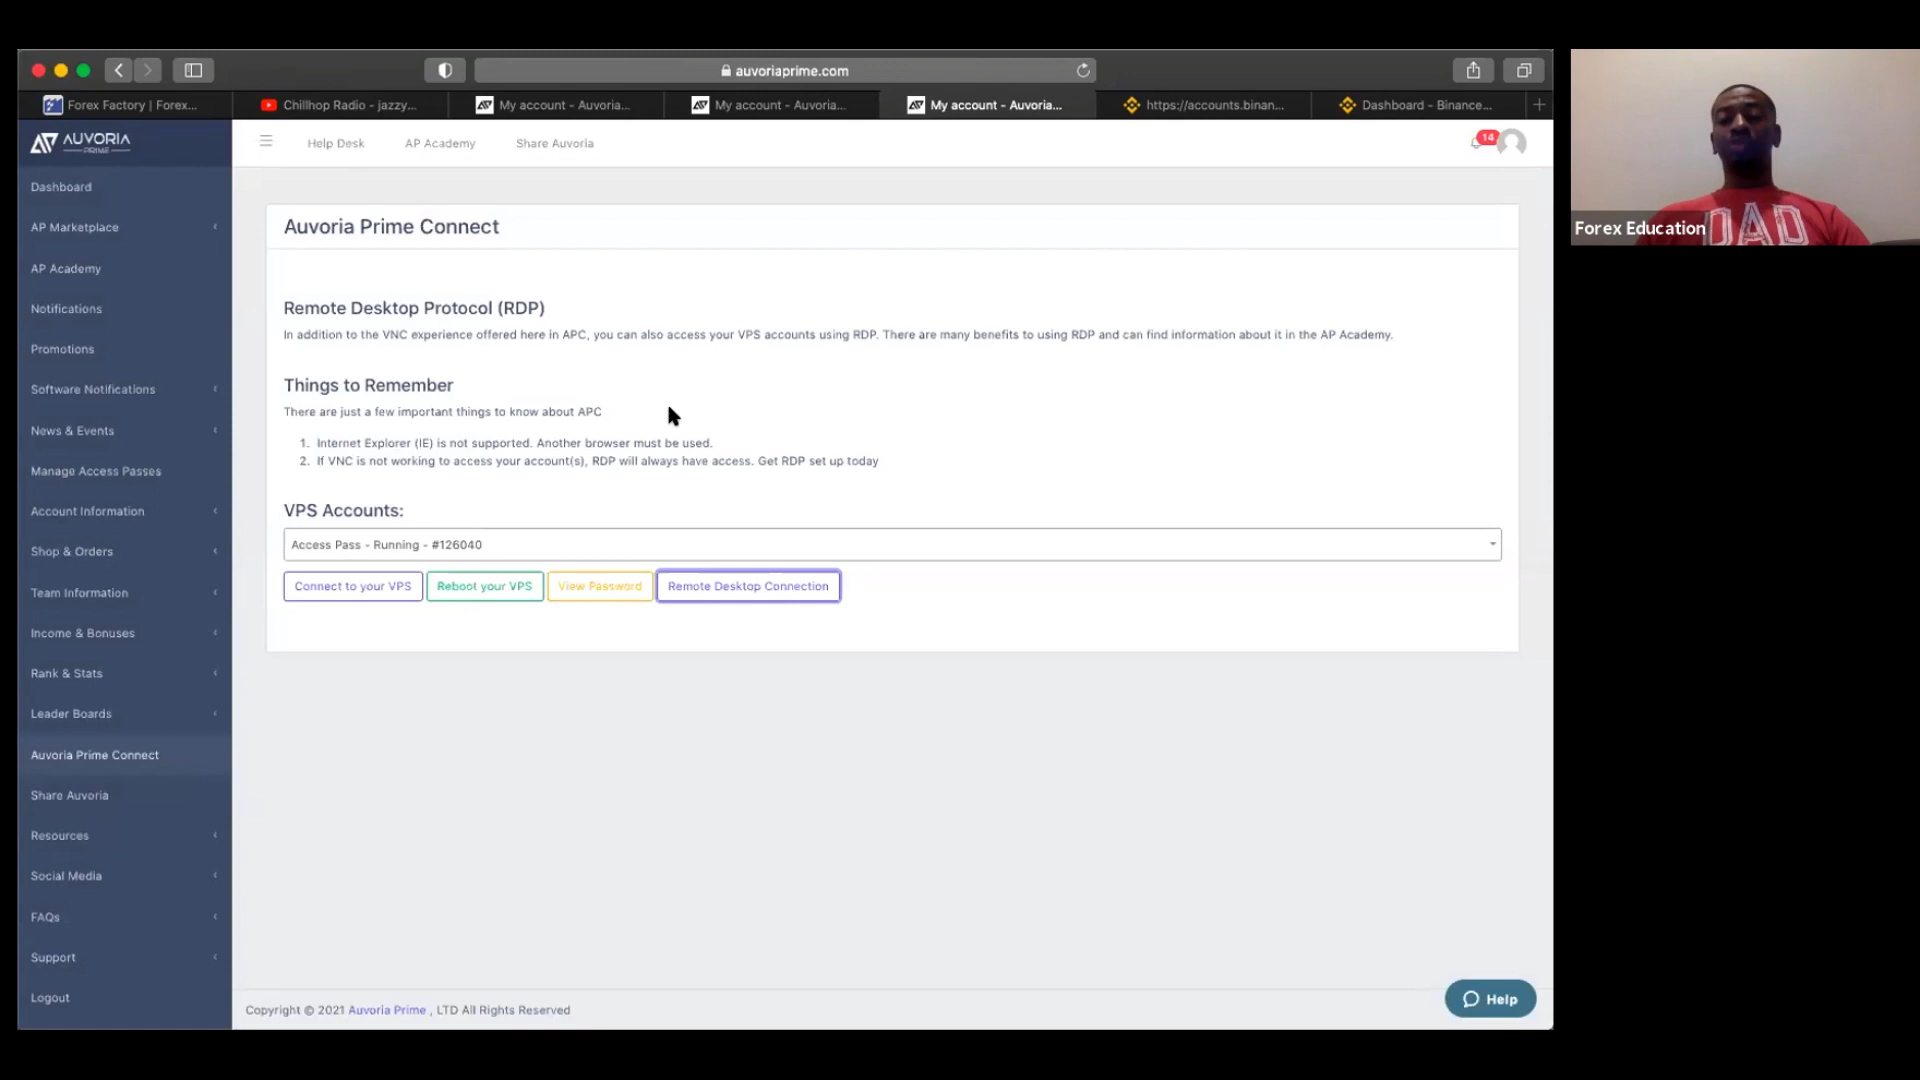 auvoriaprime.com
Forex Factory | Forex...
Chillhop Radio - jazzy...
My account - Auvoria...
My account - Auvoria...
My account - Auvoria...
https://accounts.binan...
Dashboard - Binance...
AUVORIA
PRIME
Help Desk
AP Academy
Share Auvoria
14
Dashboard
AP Marketplace
AP Academy
Notifications
Promotions
Software Notifications
News & Events
Manage Access Passes
Account Information
Shop & Orders
Team Information
Income & Bonuses
Rank & Stats
Leader Boards
Auvoria Prime Connect
Share Auvoria
Resources
Social Media
FAQs
Support
Logout
Auvoria Prime Connect
Remote Desktop Protocol (RDP)
In addition to the VNC experience offered here in APC, you can also access your VPS accounts using RDP. There are many benefits to using RDP and can find information about it in the AP Academy.
Things to Remember
There are just a few important things to know about APC
1. Internet Explorer (IE) is not supported. Another browser must be used.
2. If VNC is not working to access your account(s), RDP will always have access. Get RDP set up today
VPS Accounts:
Access Pass - Running - #126040
Connect to your VPS
Reboot your VPS
View Password
Remote Desktop Connection
Copyright © 2021 Auvoria Prime , LTD All Rights Reserved
Help
DAD
Forex Education